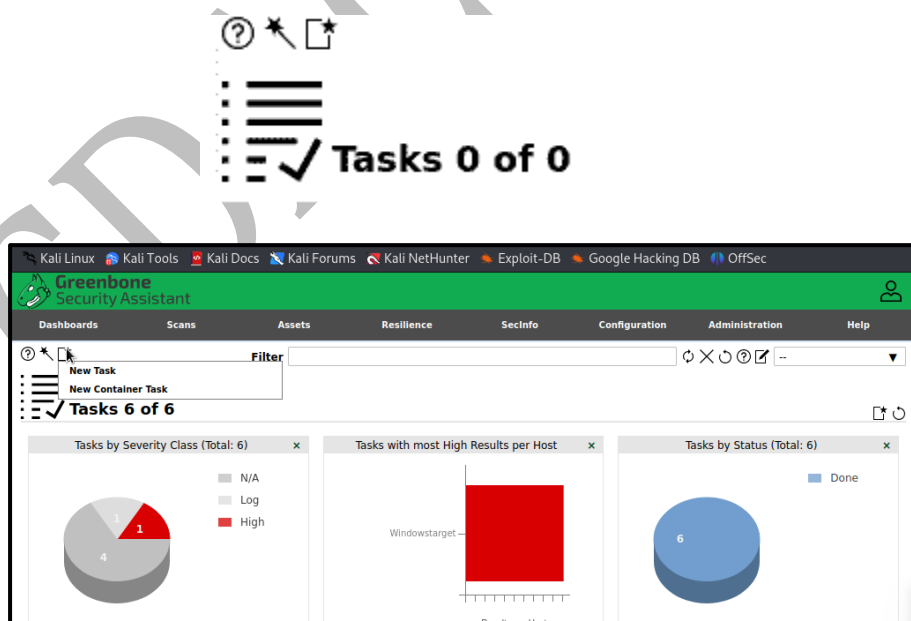 Tasks 0 of 0
Kali Linux Kali Tools Kali Docs Kali Forums Kali NetHunter Exploit-DB Google Hacking DB OffSec
Greenbone
Security Assistant
Dashboards Scans Assets Resilience SecInfo Configuration Administration Help
Filter --
New Task
New Container Task
Tasks 6 of 6
Tasks by Severity Class (Total: 6) × Tasks with most High Results per Host × Tasks by Status (Total: 6) ×
N/A
Log
High
1
1
4
Windowstarget
Done
6